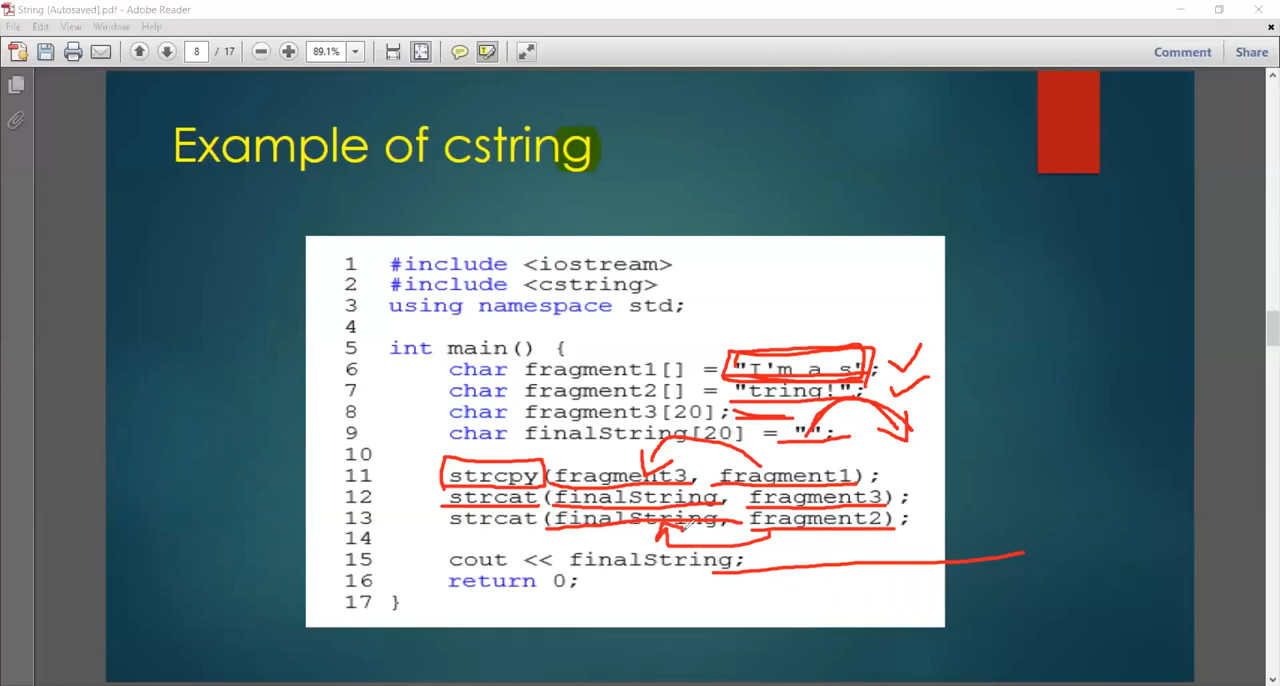 String [Autosaved].pdf - Adobe Reader
File Edit View Window Help
8 / 17 89.1% Comment Share
Example of cstring
1 #include <iostream>
2 #include <cstring>
3 using namespace std;
4
5 int main() {
6 char fragment1[] = "I'm a s";
7 char fragment2[] = "tring!";
8 char fragment3[20];
9 char finalString[20] = "";
10
11 strcpy(fragment3, fragment1);
12 strcat(finalString, fragment3);
13 strcat(finalString, fragment2);
14
15 cout << finalString;
16 return 0;
17 }